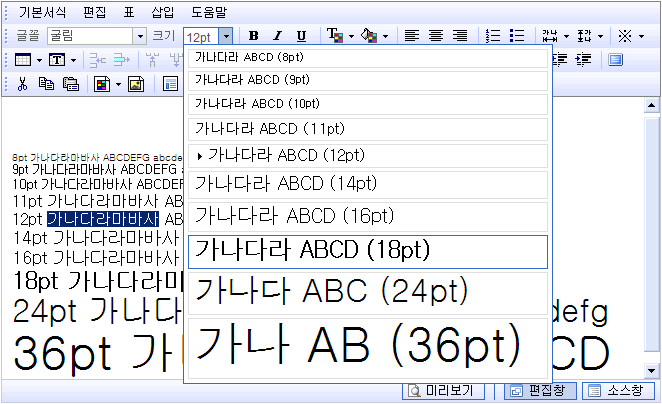 기본서식 편집 표 삽입 도움말
글꼴 굴림 크기 12pt B I U T
가나다라 ABCD (8pt)
가나다라 ABCD (9pt)
가나다라 ABCD (10pt)
가나다라 ABCD (11pt)
가나다라 ABCD (12pt)
가나다라 ABCD (14pt)
가나다라 ABCD (16pt)
가나다라 ABCD (18pt)
가나다 ABC (24pt)
가나 AB (36pt)
8pt 가나다라마바사 ABCDEFG abcde
9pt 가나다라마바사 ABCDEFG
10pt 가나다라마바사 ABCDEFG
11pt 가나다라마바사 ABCD
12pt 가나다라마바사 AB
14pt 가나다라마바사
16pt 가나다라마바사
18pt 가나다라마
24pt 가나다 defg
36pt 가 CD
미리보기 편집창 소스창